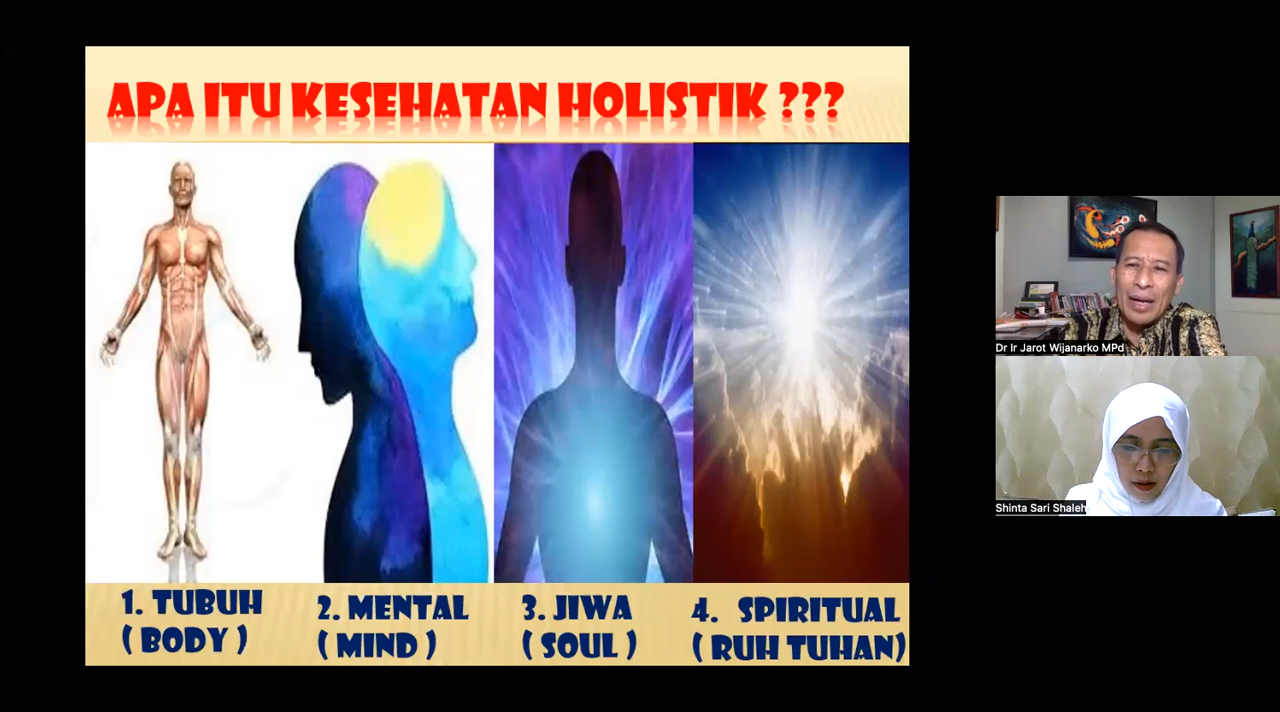 APA ITU KESEHATAN HOLISTIK ???
1. TUBUH
( BODY )
2. MENTAL
( MIND )
3. JIWA
( SOUL )
4. SPIRITUAL
( RUH TUHAN)
Dr Ir Jarot Wijanarko MPd
Shinta Sari Shaleh